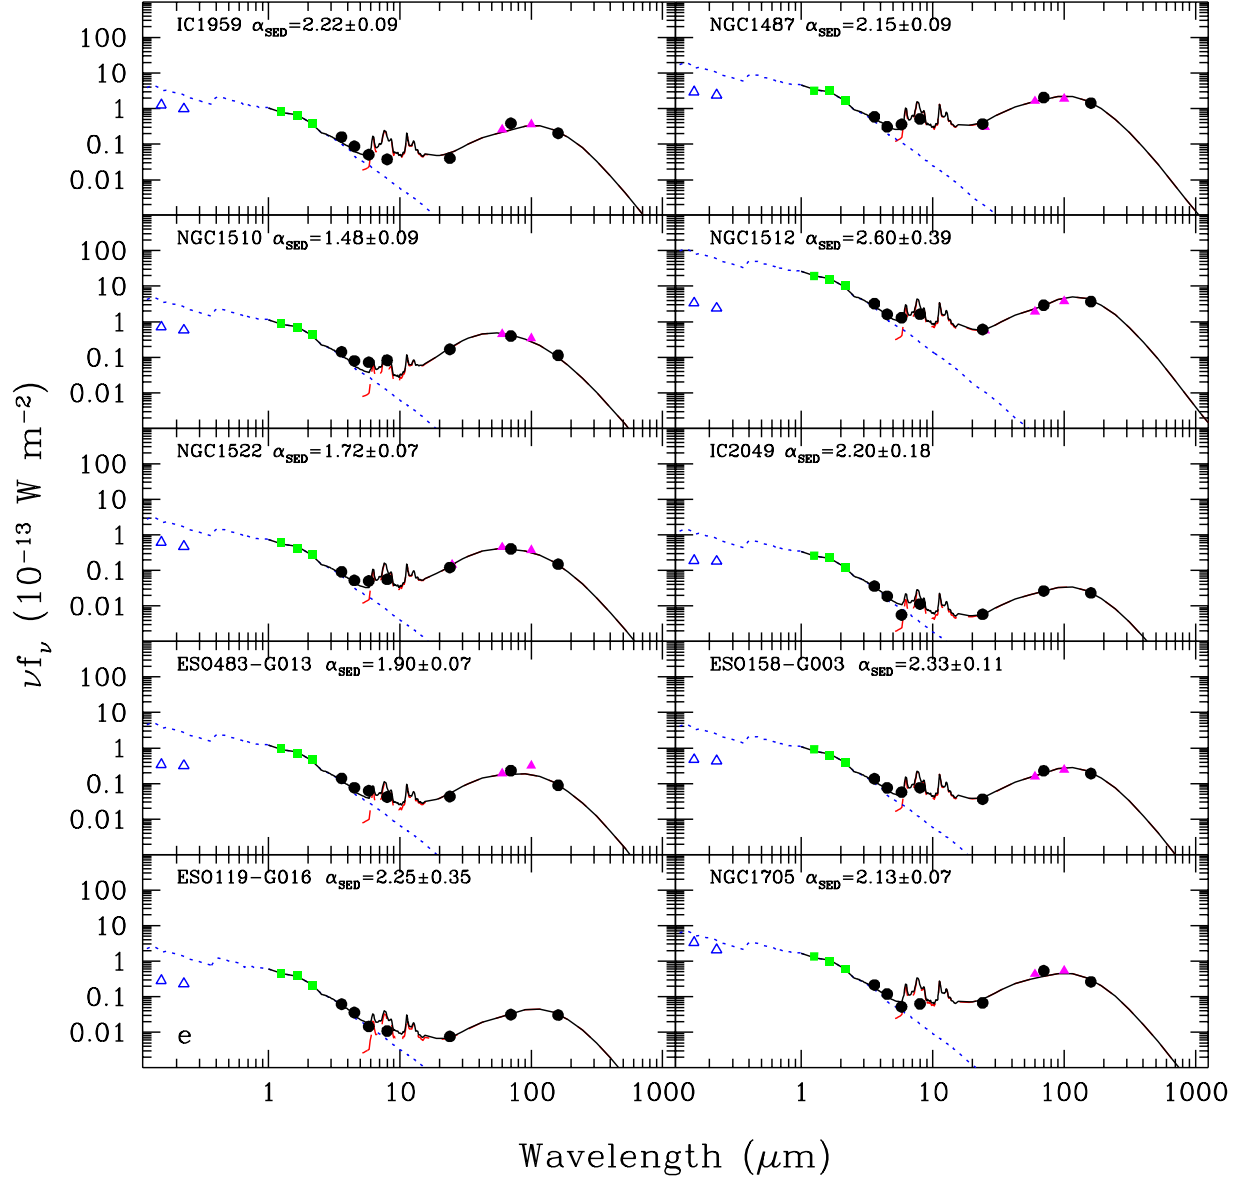 IC1959 α_SED=2.22±0.09
NGC1487 α_SED=2.15±0.09
100
10
1
0.1
0.01
NGC1510 α_SED=1.48±0.09
NGC1512 α_SED=2.60±0.39
100
10
1
0.1
0.01
NGC1522 α_SED=1.72±0.07
IC2049 α_SED=2.20±0.18
100
10
1
0.1
0.01
ESO483-G013 α_SED=1.90±0.07
ESO158-G003 α_SED=2.33±0.11
100
10
1
0.1
0.01
ESO119-G016 α_SED=2.25±0.35
NGC1705 α_SED=2.13±0.07
100
10
1
0.1
0.01
e
νf_ν (10⁻¹³ W m⁻²)
1 10 100 1000 1 10 100 1000
Wavelength (μm)